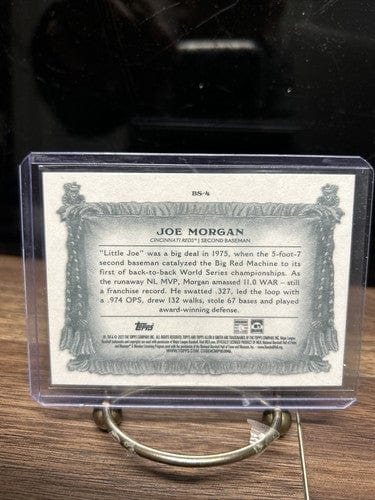 BS-4
JOE MORGAN
CINCINNATI REDS® | SECOND BASEMAN
"Little Joe" was a big deal in 1975, when the 5-foot-7
second baseman catalyzed the Big Red Machine to its
first of back-to-back World Series championships. As
the runaway NL MVP, Morgan amassed 11.0 WAR – still
a franchise record. He swatted .327, led the loop with
a .974 OPS, drew 132 walks, stole 67 bases and played
award-winning defense.
Topps